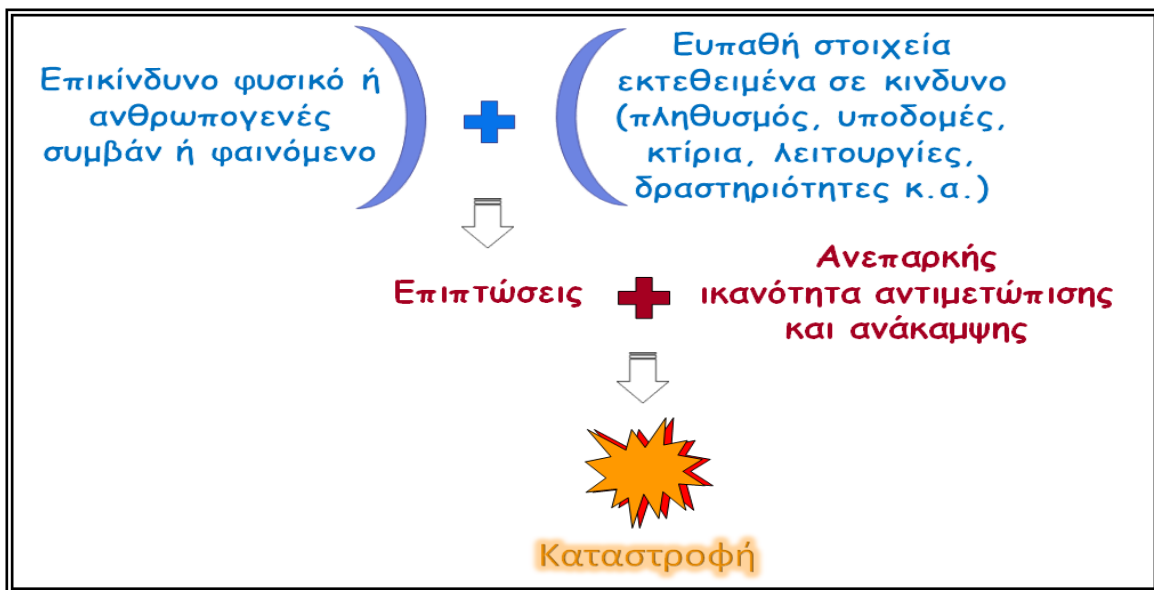 Επικίνδυνο φυσικό ή
ανθρωπογενές
συμβάν ή φαινόμενο
Ευπαθή στοιχεία
εκτεθειμένα σε κινδυνο
(πληθυσμός, υποδομές,
κτίρια, λειτουργίες,
δραστηριότητες κ.α.)
Επιπτώσεις
Ανεπαρκής
ικανότητα αντιμετώπισης
και ανάκαμψης
Καταστροφή